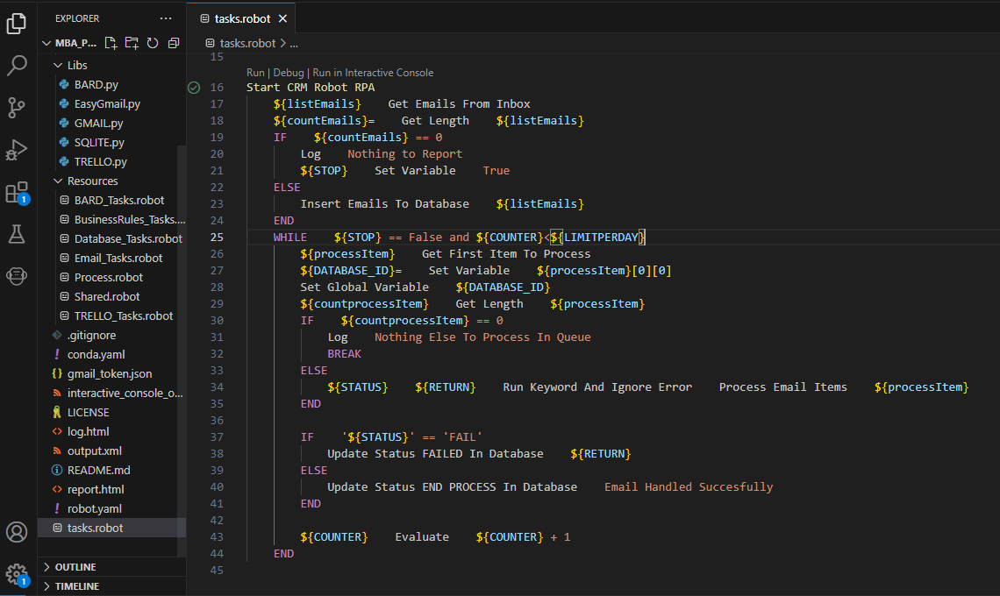 EXPLORER
MBA_P...
Libs
BARD.py
EasyGmail.py
GMAIL.py
SQLITE.py
TRELLO.py
Resources
BARD_Tasks.robot
BusinessRules_Tasks....
Database_Tasks.robot
Email_Tasks.robot
Process.robot
Shared.robot
TRELLO_Tasks.robot
.gitignore
conda.yaml
gmail_token.json
interactive_console_o...
LICENSE
log.html
output.xml
README.md
report.html
robot.yaml
tasks.robot
OUTLINE
TIMELINE
1
1
tasks.robot
tasks.robot > ...
15
Run | Debug | Run in Interactive Console
16 Start CRM Robot RPA
17     ${listEmails}    Get Emails From Inbox
18     ${countEmails}=    Get Length    ${listEmails}
19     IF    ${countEmails} == 0
20         Log    Nothing to Report
21         ${STOP}    Set Variable    True
22     ELSE
23         Insert Emails To Database    ${listEmails}
24     END
25     WHILE    ${STOP} == False and ${COUNTER}<${LIMITPERDAY}
26         ${processItem}    Get First Item To Process
27         ${DATABASE_ID}=    Set Variable    ${processItem}[0][0]
28         Set Global Variable    ${DATABASE_ID}
29         ${countprocessItem}    Get Length    ${processItem}
30         IF    ${countprocessItem} == 0
31             Log    Nothing Else To Process In Queue
32             BREAK
33         ELSE
34             ${STATUS}    ${RETURN}    Run Keyword And Ignore Error    Process Email Items    ${processItem}
35         END
36
37         IF    '${STATUS}' == 'FAIL'
38             Update Status FAILED In Database    ${RETURN}
39         ELSE
40             Update Status END PROCESS In Database    Email Handled Succesfully
41         END
42
43         ${COUNTER}    Evaluate    ${COUNTER} + 1
44     END
45